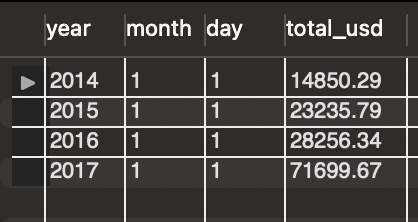 year month day total_usd
2014 1 1 14850.29
2015 1 1 23235.79
2016 1 1 28256.34
2017 1 1 71699.67